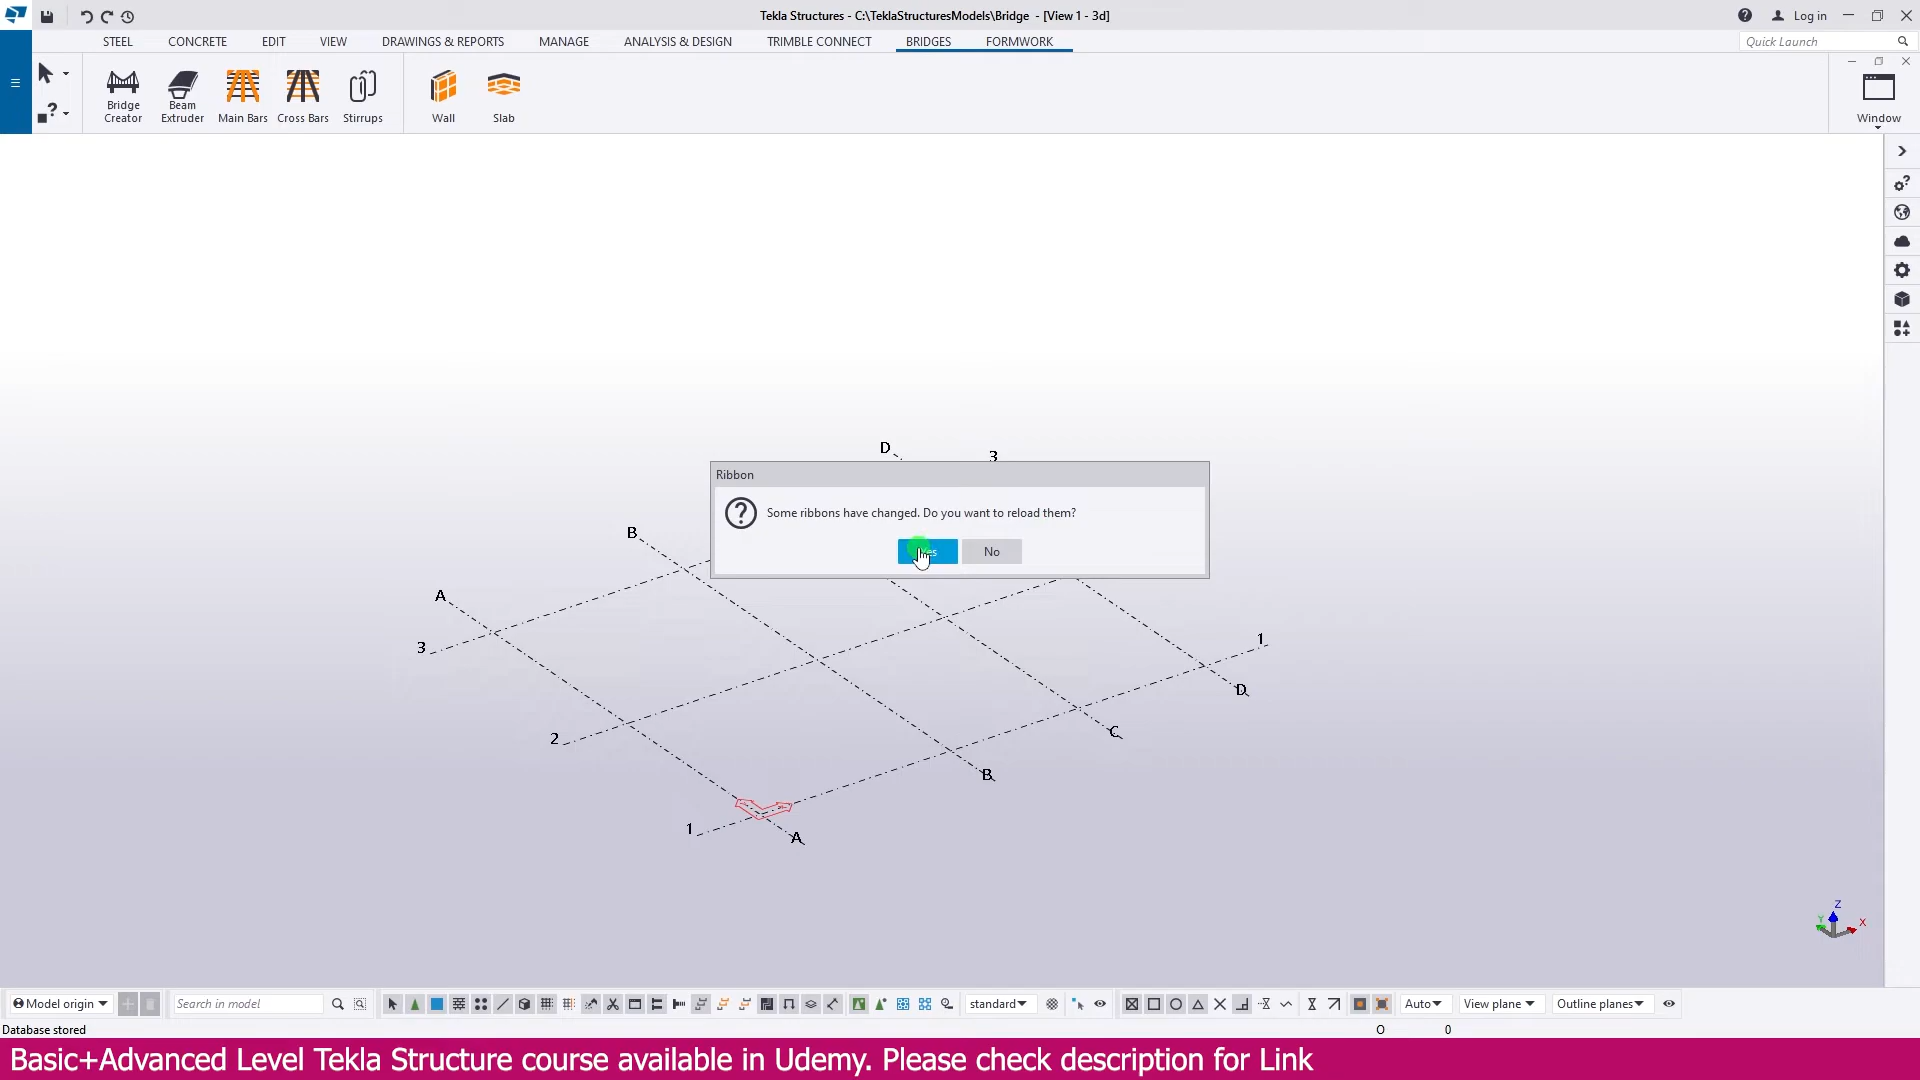 Tekla Structures - C:\TeklaStructuresModels\Bridge - [View 1 - 3d]
Log in
STEEL CONCRETE EDIT VIEW DRAWINGS & REPORTS MANAGE ANALYSIS & DESIGN TRIMBLE CONNECT BRIDGES FORMWORK
Quick Launch
Bridge Creator
Beam Extruder
Main Bars
Cross Bars
Stirrups
Wall
Slab
Window
D
3
Ribbon
Some ribbons have changed. Do you want to reload them?
No
B
A
3
1
D
2
C
B
1
A
Z
Y
X
Model origin
Search in model
standard
Auto
View plane
Outline planes
Database stored
O 0
Basic+Advanced Level Tekla Structure course available in Udemy. Please check description for Link